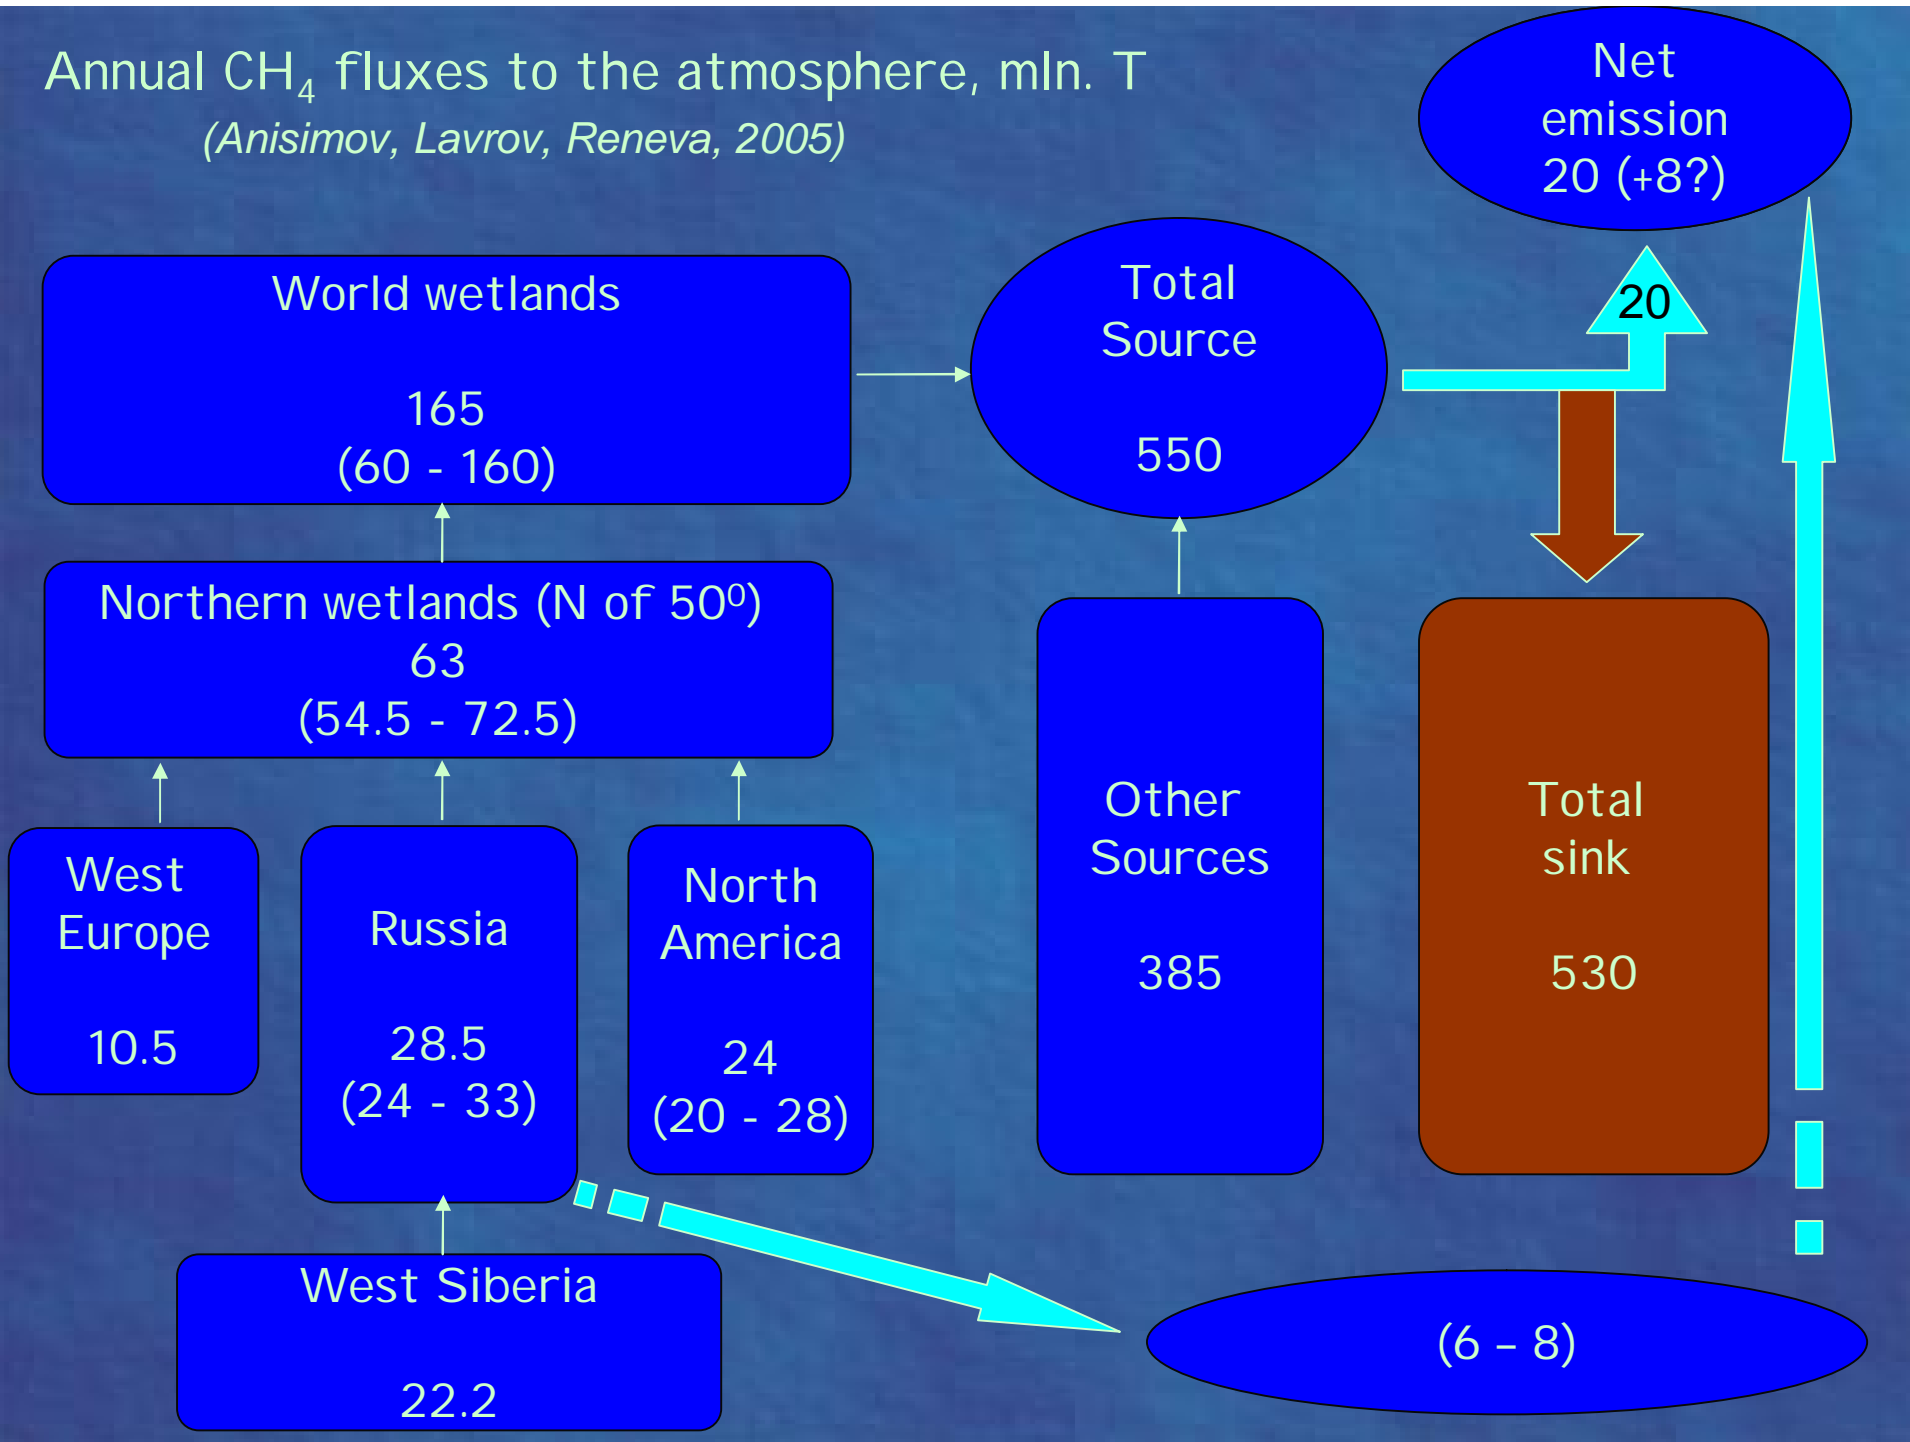 Annual CH₄ fluxes to the atmosphere, mln. T
(Anisimov, Lavrov, Reneva, 2005)
Net
emission
20 (+8?)
20
World wetlands
165
(60 - 160)
Total
Source
550
Northern wetlands (N of 50⁰)
63
(54.5 - 72.5)
West
Europe
10.5
Russia
28.5
(24 - 33)
North
America
24
(20 - 28)
Other
Sources
385
Total
sink
530
West Siberia
22.2
(6 – 8)